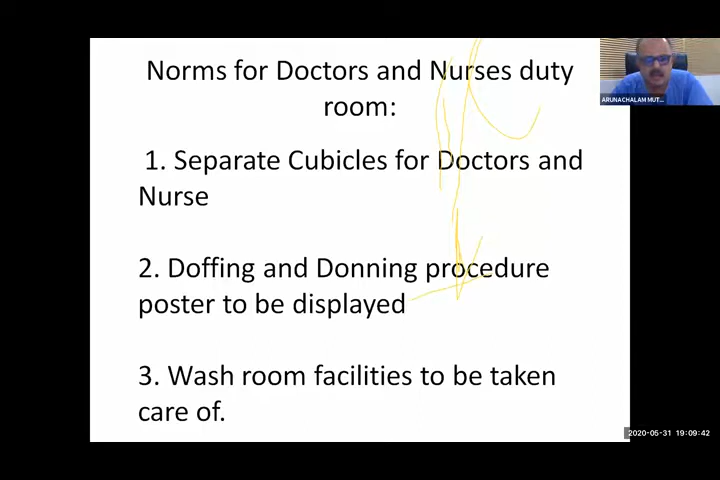 Norms for Doctors and Nurses duty
room:
1. Separate Cubicles for Doctors and
Nurse
2. Doffing and Donning procedure
poster to be displayed
3. Wash room facilities to be taken
care of.
ARUNACHALAM MUT...
2020-05-31 19:09:42